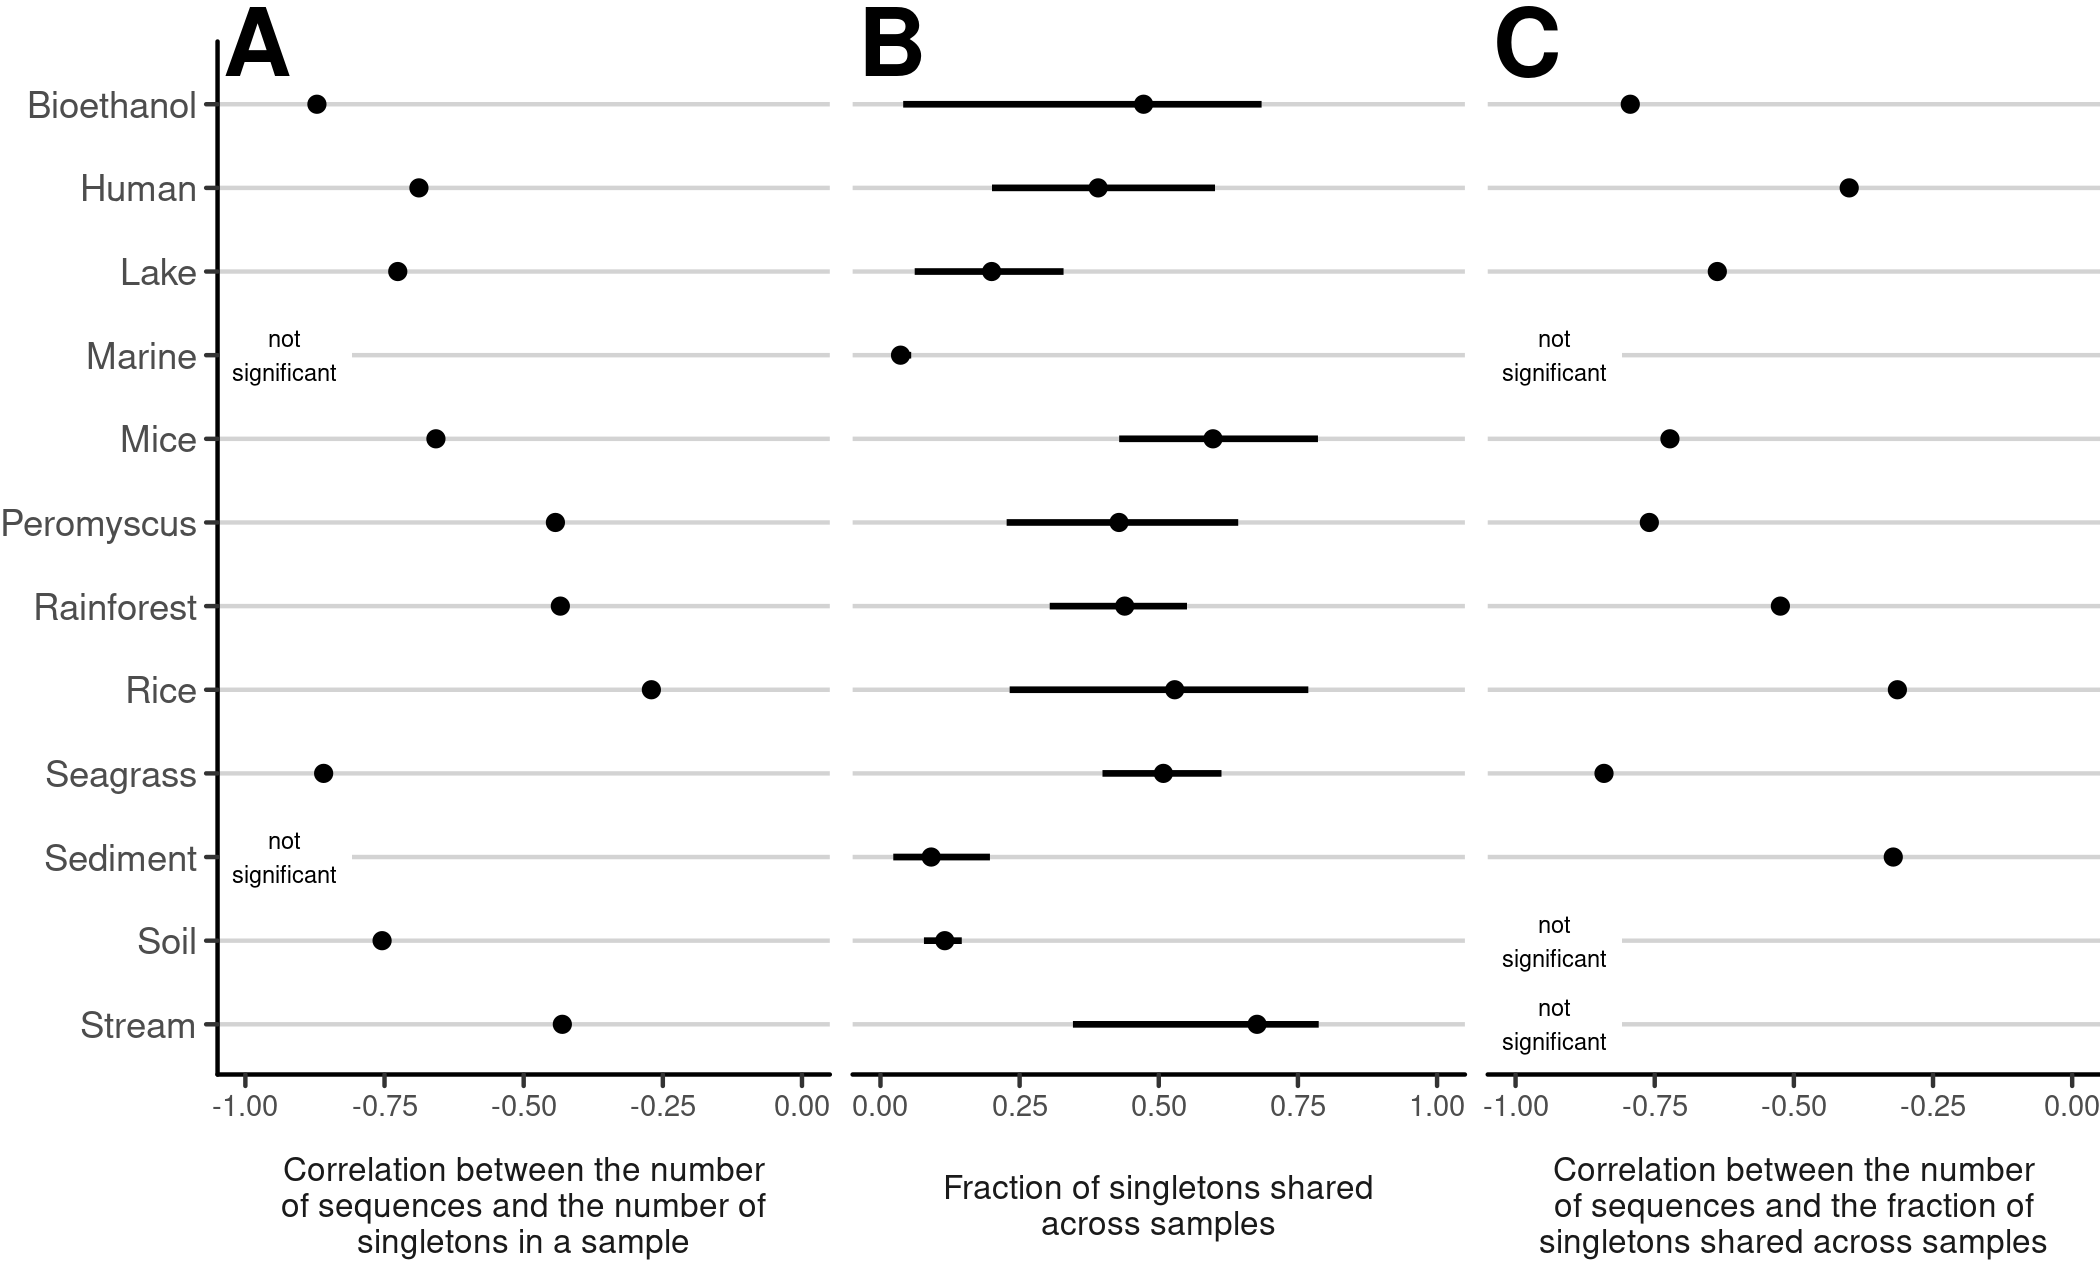 A
B
C
Bioethanol
Human
Lake
Marine
not
significant
not
significant
Mice
Peromyscus
Rainforest
Rice
Seagrass
Sediment
not
significant
Soil
not
significant
Stream
not
significant
-1.00 -0.75 -0.50 -0.25 0.00
0.00 0.25 0.50 0.75 1.00
-1.00 -0.75 -0.50 -0.25 0.00
Correlation between the number
of sequences and the number of
singletons in a sample
Fraction of singletons shared
across samples
Correlation between the number
of sequences and the fraction of
singletons shared across samples